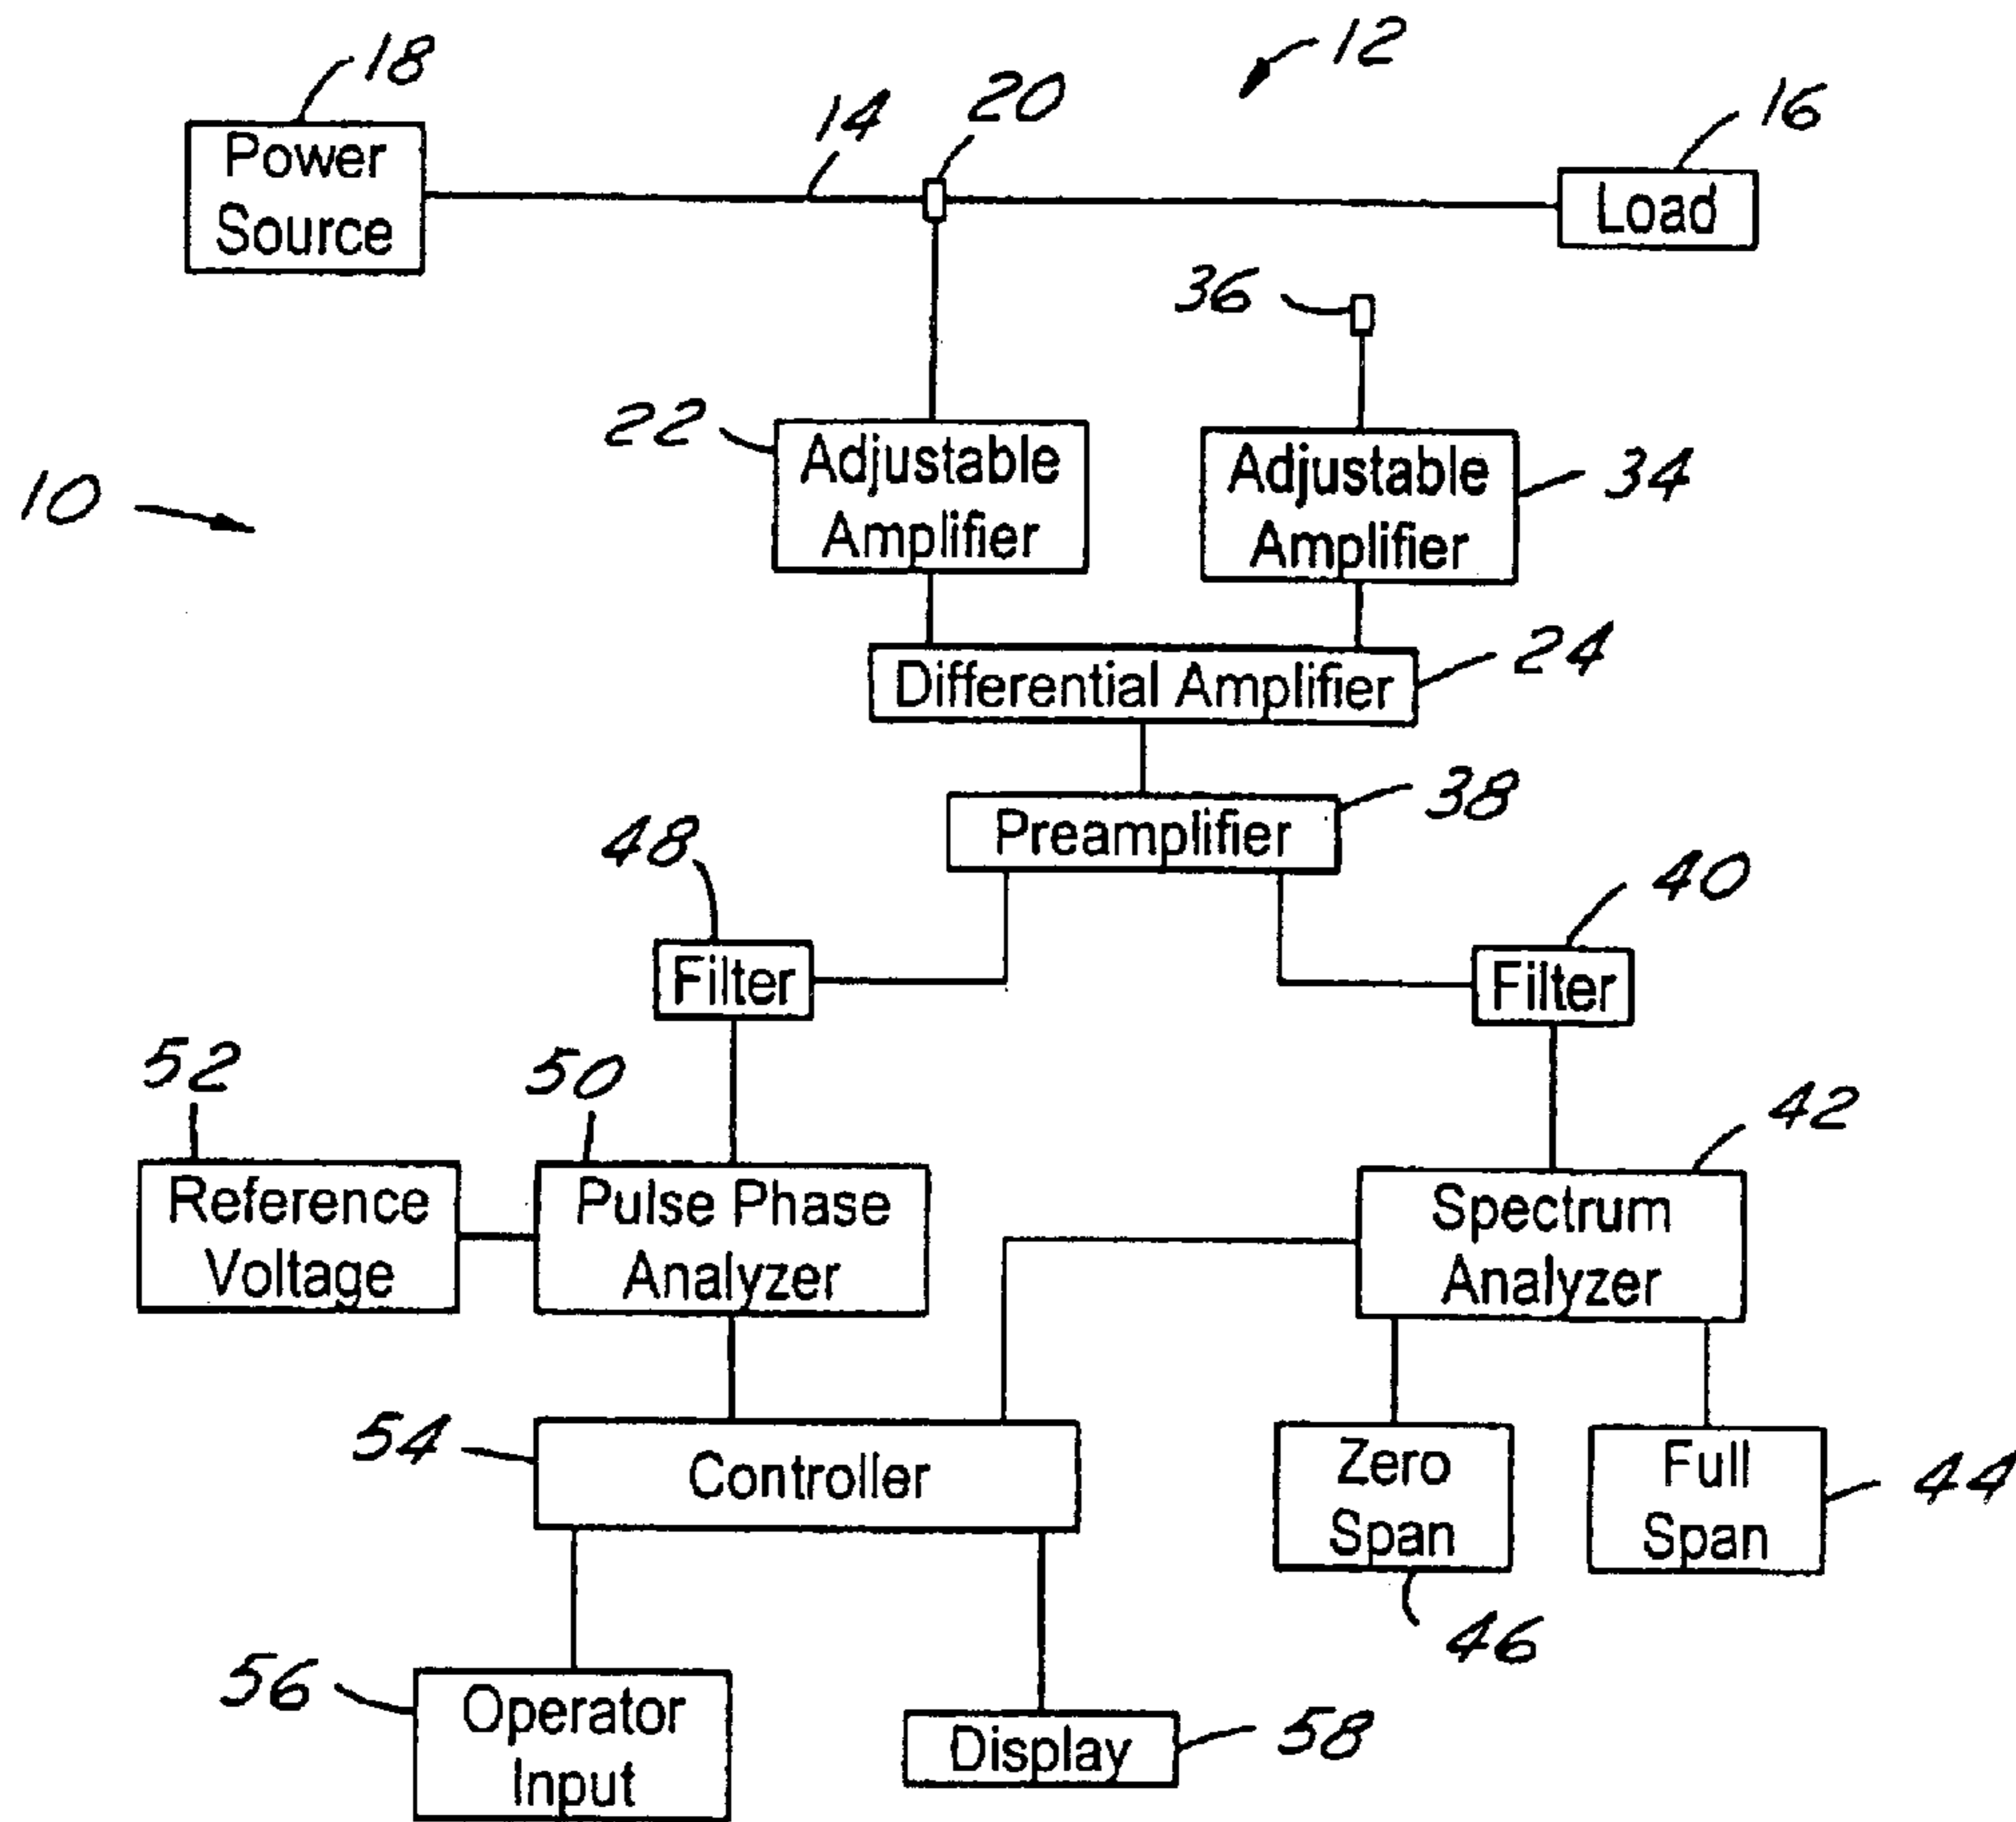 12
18
20
14
16
Power
Source
Load
36
22
Adjustable
Amplifier
Adjustable
Amplifier
34
10
24
Differential Amplifier
38
Preamplifier
48
40
Filter
Filter
52
50
42
Reference
Voltage
Pulse Phase
Analyzer
Spectrum
Analyzer
54
Controller
Zero
Span
Full
Span
44
46
56
Operator
Input
Display
58